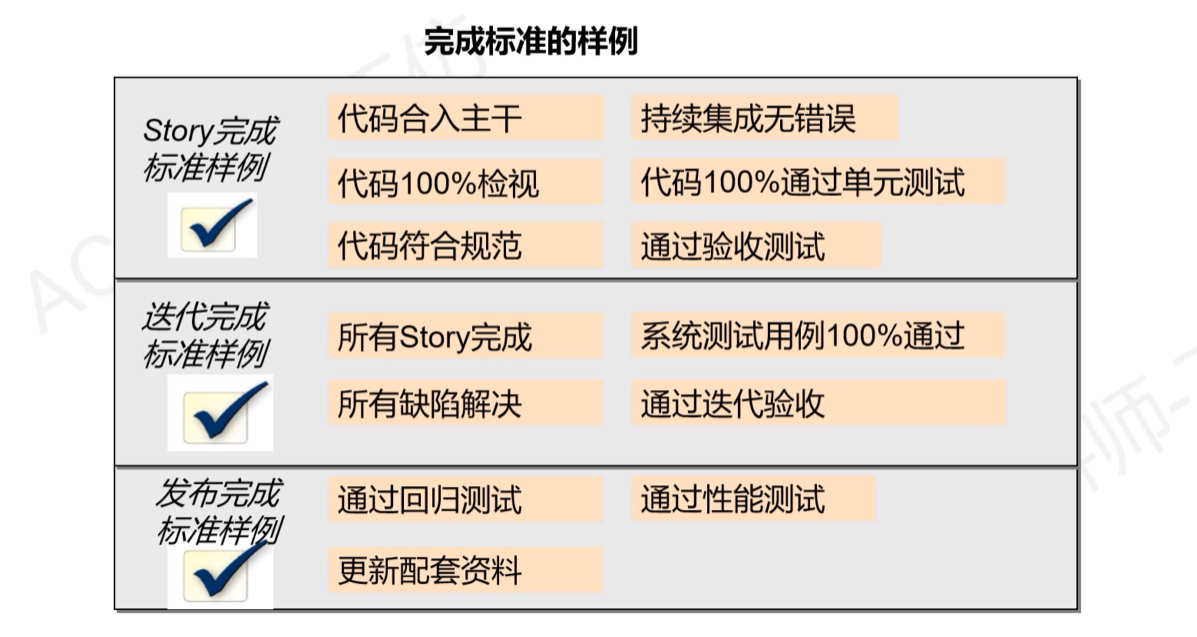 完成标准的样例
Story完成
标准样例
代码合入主干
持续集成无错误
代码100%检视
代码100%通过单元测试
代码符合规范
通过验收测试
迭代完成
标准样例
所有Story完成
系统测试用例100%通过
所有缺陷解决
通过迭代验收
发布完成
标准样例
通过回归测试
通过性能测试
更新配套资料